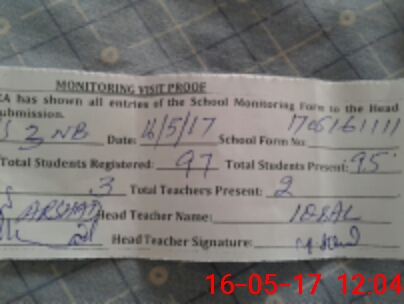 MONITORING VISIT PROOF
EA has shown all entries of the School Monitoring Form to the Head
ubmission.
3 NB Date: 16/5/17 School Form No: 1705161111
Total Students Registered: 97 Total Students Present: 95
3 Total Teachers Present: 2
ARSHAD Head Teacher Name: IQBAL
Head Teacher Signature:
16-05-17 12:04